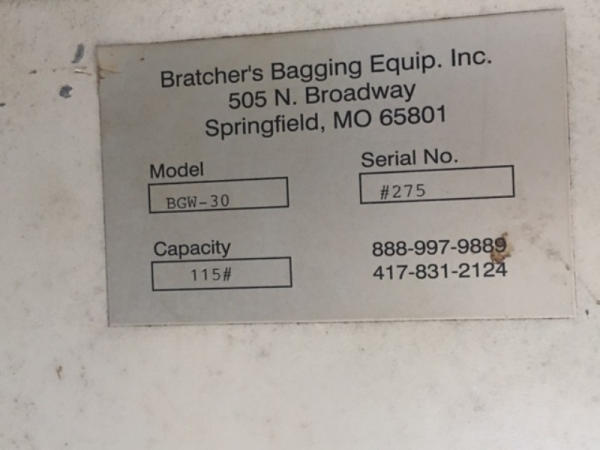 Bratcher's Bagging Equip. Inc.
505 N. Broadway
Springfield, MO 65801
Model
Serial No.
BGW-30
#275
Capacity
888-997-9889
115#
417-831-2124